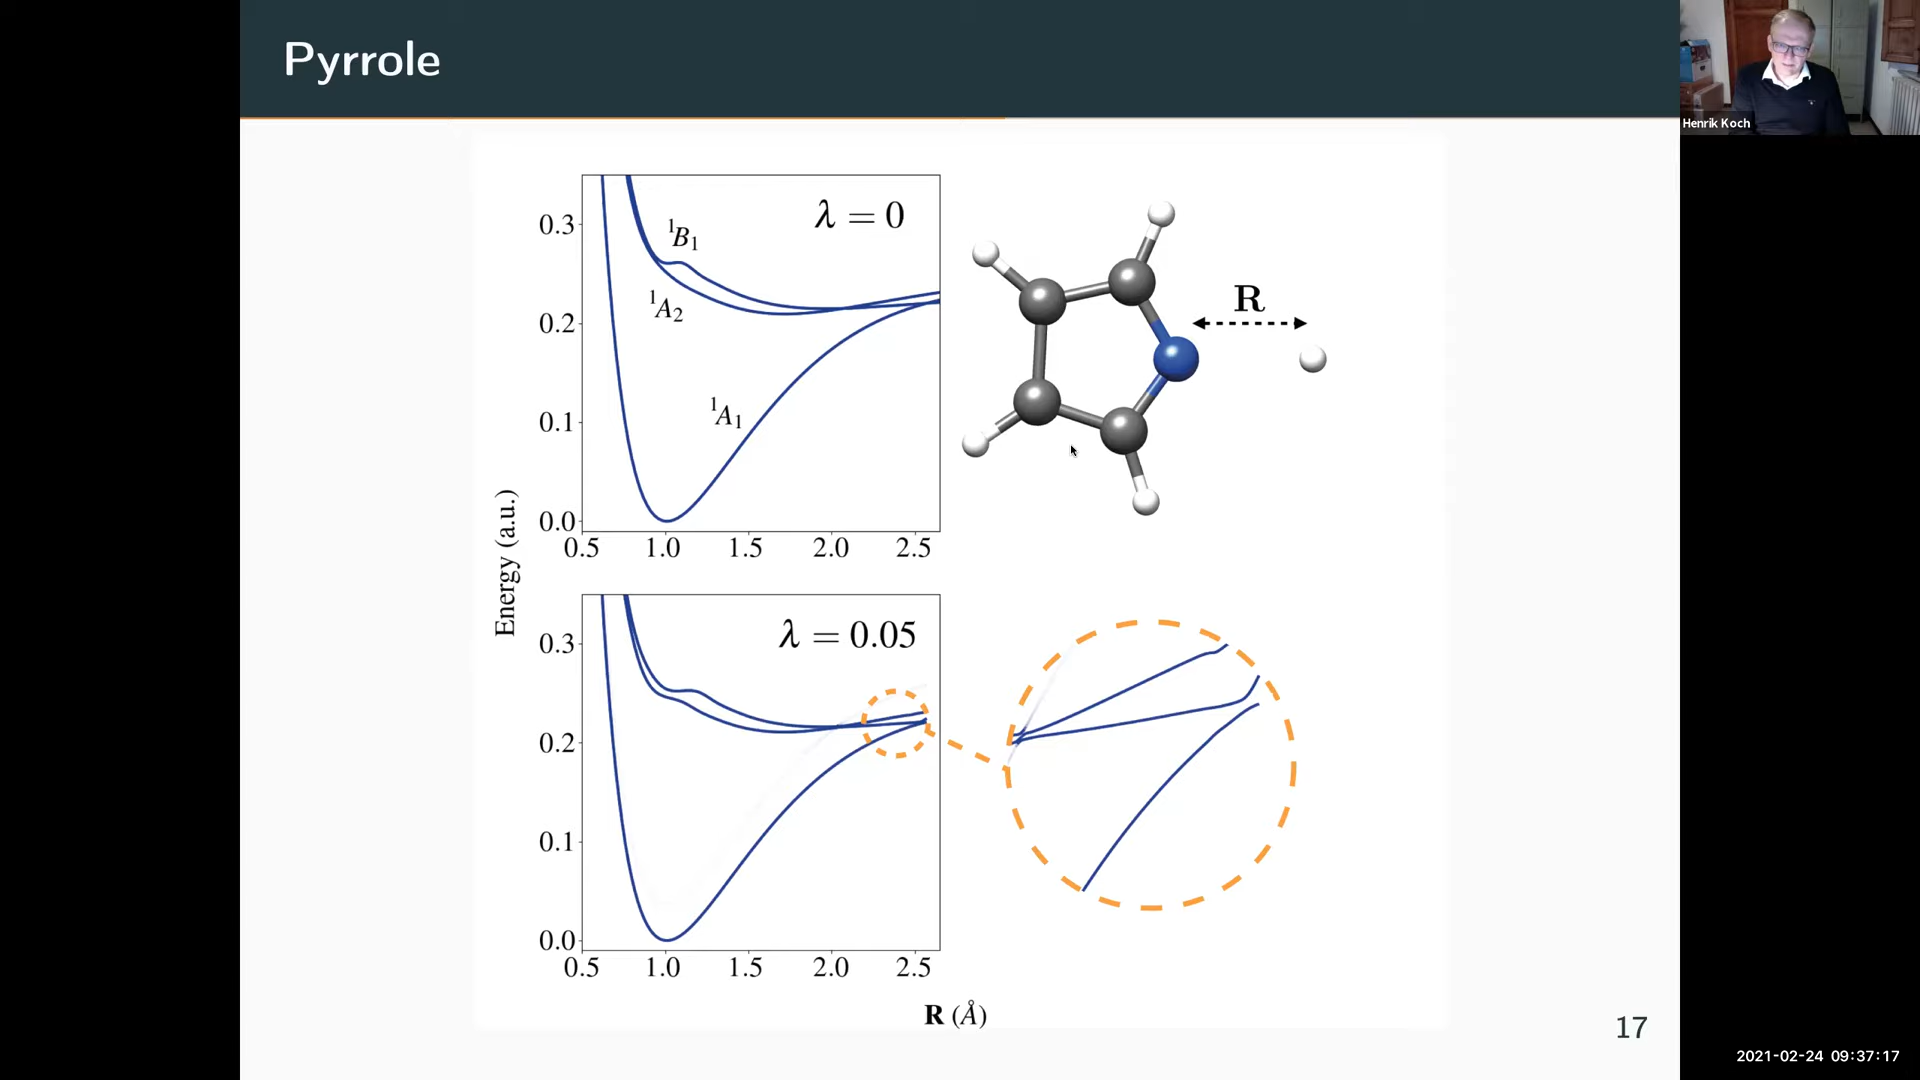 Pyrrole
Henrik Koch
λ = 0
0.3
0.2
0.1
0.0
¹B₁
¹A₂
¹A₁
0.5 1.0 1.5 2.0 2.5
R
Energy (a.u.)
λ = 0.05
0.3
0.2
0.1
0.0
0.5 1.0 1.5 2.0 2.5
R (Å)
17
2021-02-24 09:37:17